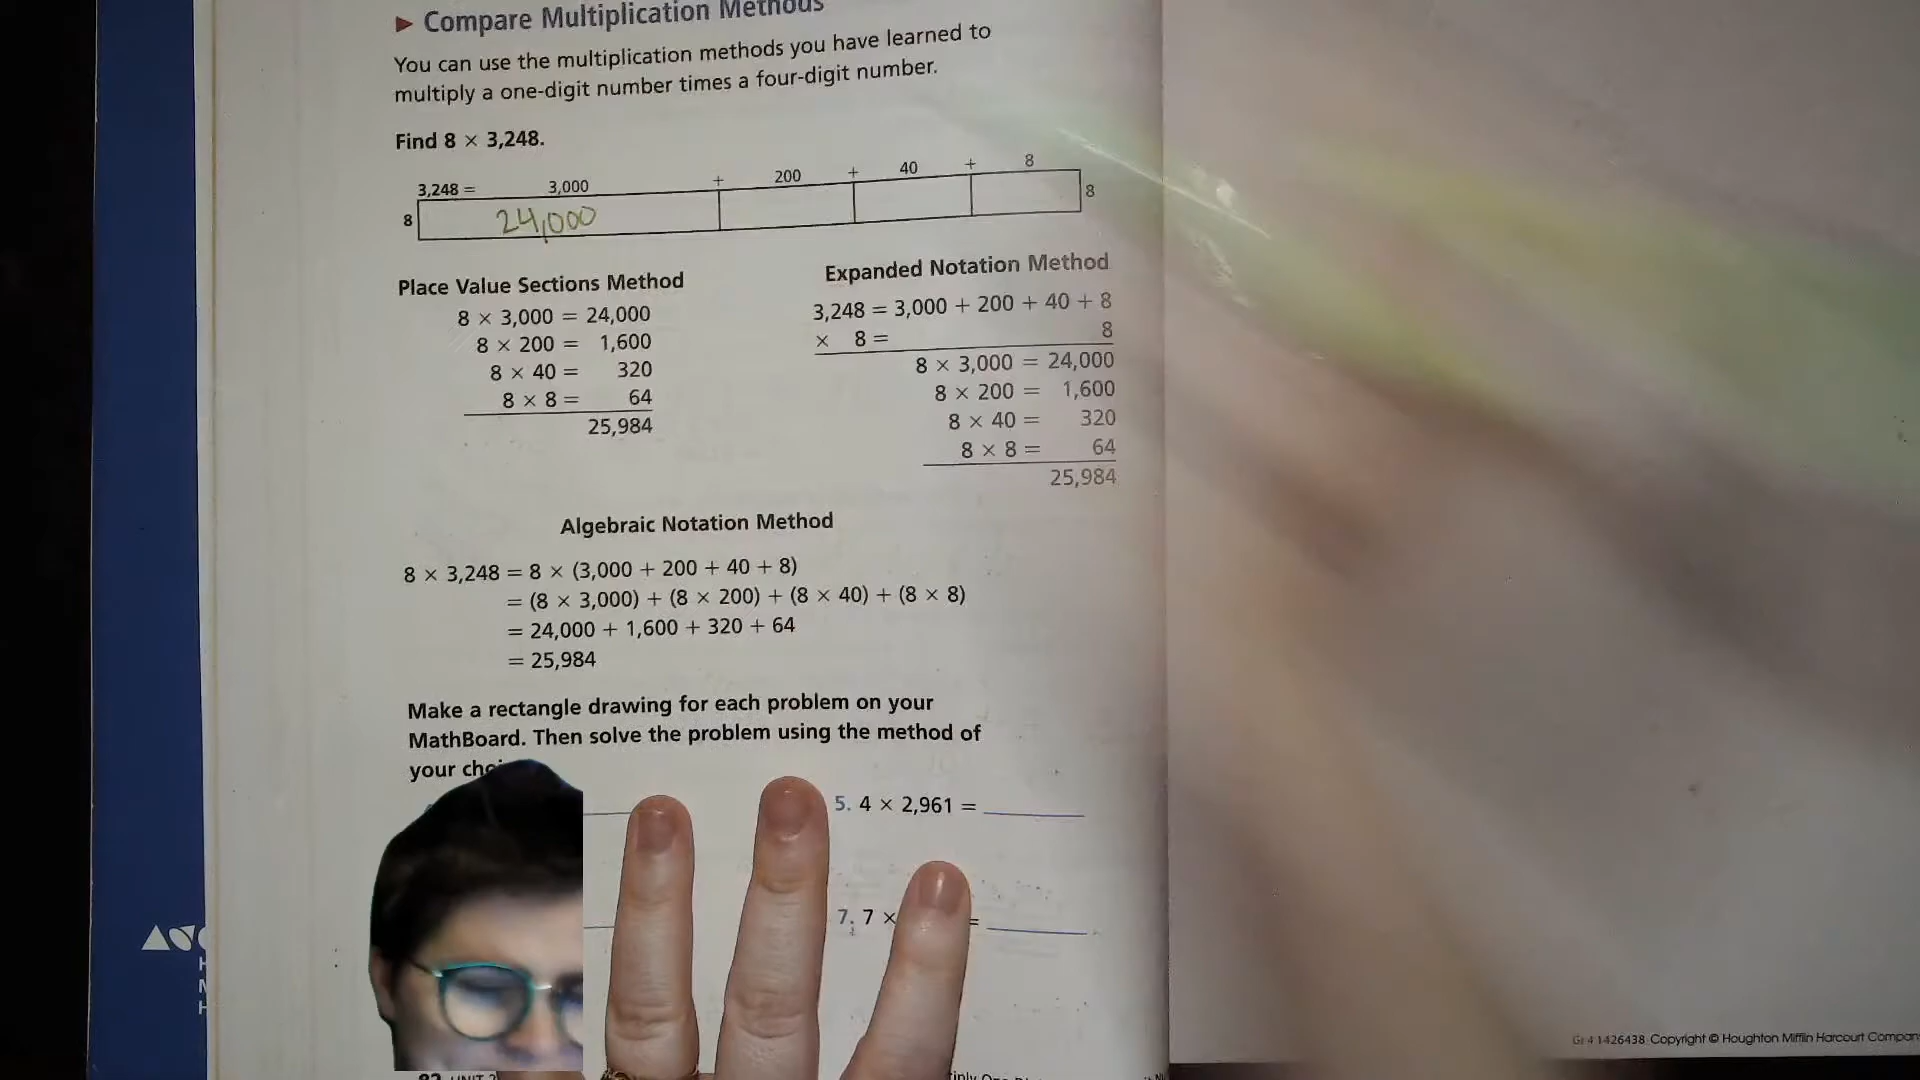 ▶ Compare Multiplication Methods
You can use the multiplication methods you have learned to
multiply a one-digit number times a four-digit number.
Find 8 × 3,248.
3,248 = 3,000 + 200 + 40 + 8
8 24,000 8
Place Value Sections Method
8 × 3,000 = 24,000
8 × 200 = 1,600
8 × 40 = 320
8 × 8 = 64
25,984
Expanded Notation Method
3,248 = 3,000 + 200 + 40 + 8
× 8 = 8
8 × 3,000 = 24,000
8 × 200 = 1,600
8 × 40 = 320
8 × 8 = 64
25,984
Algebraic Notation Method
8 × 3,248 = 8 × (3,000 + 200 + 40 + 8)
= (8 × 3,000) + (8 × 200) + (8 × 40) + (8 × 8)
= 24,000 + 1,600 + 320 + 64
= 25,984
Make a rectangle drawing for each problem on your
MathBoard. Then solve the problem using the method of
your
5. 4 × 2,961 =
7. 7 × =
H
M
H
Gr 4 1426438 Copyright © Houghton Mifflin Harcourt